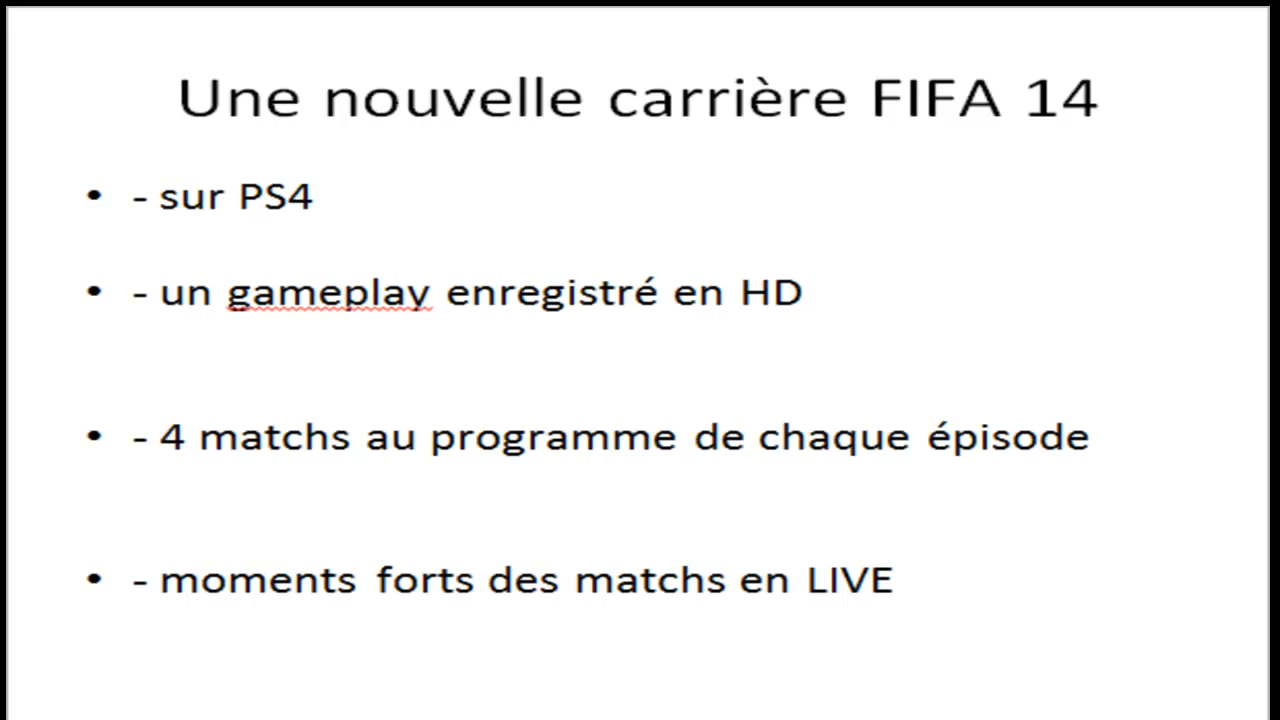 Une nouvelle carrière FIFA 14
• - sur PS4
• - un gameplay enregistré en HD
• - 4 matchs au programme de chaque épisode
• - moments forts des matchs en LIVE